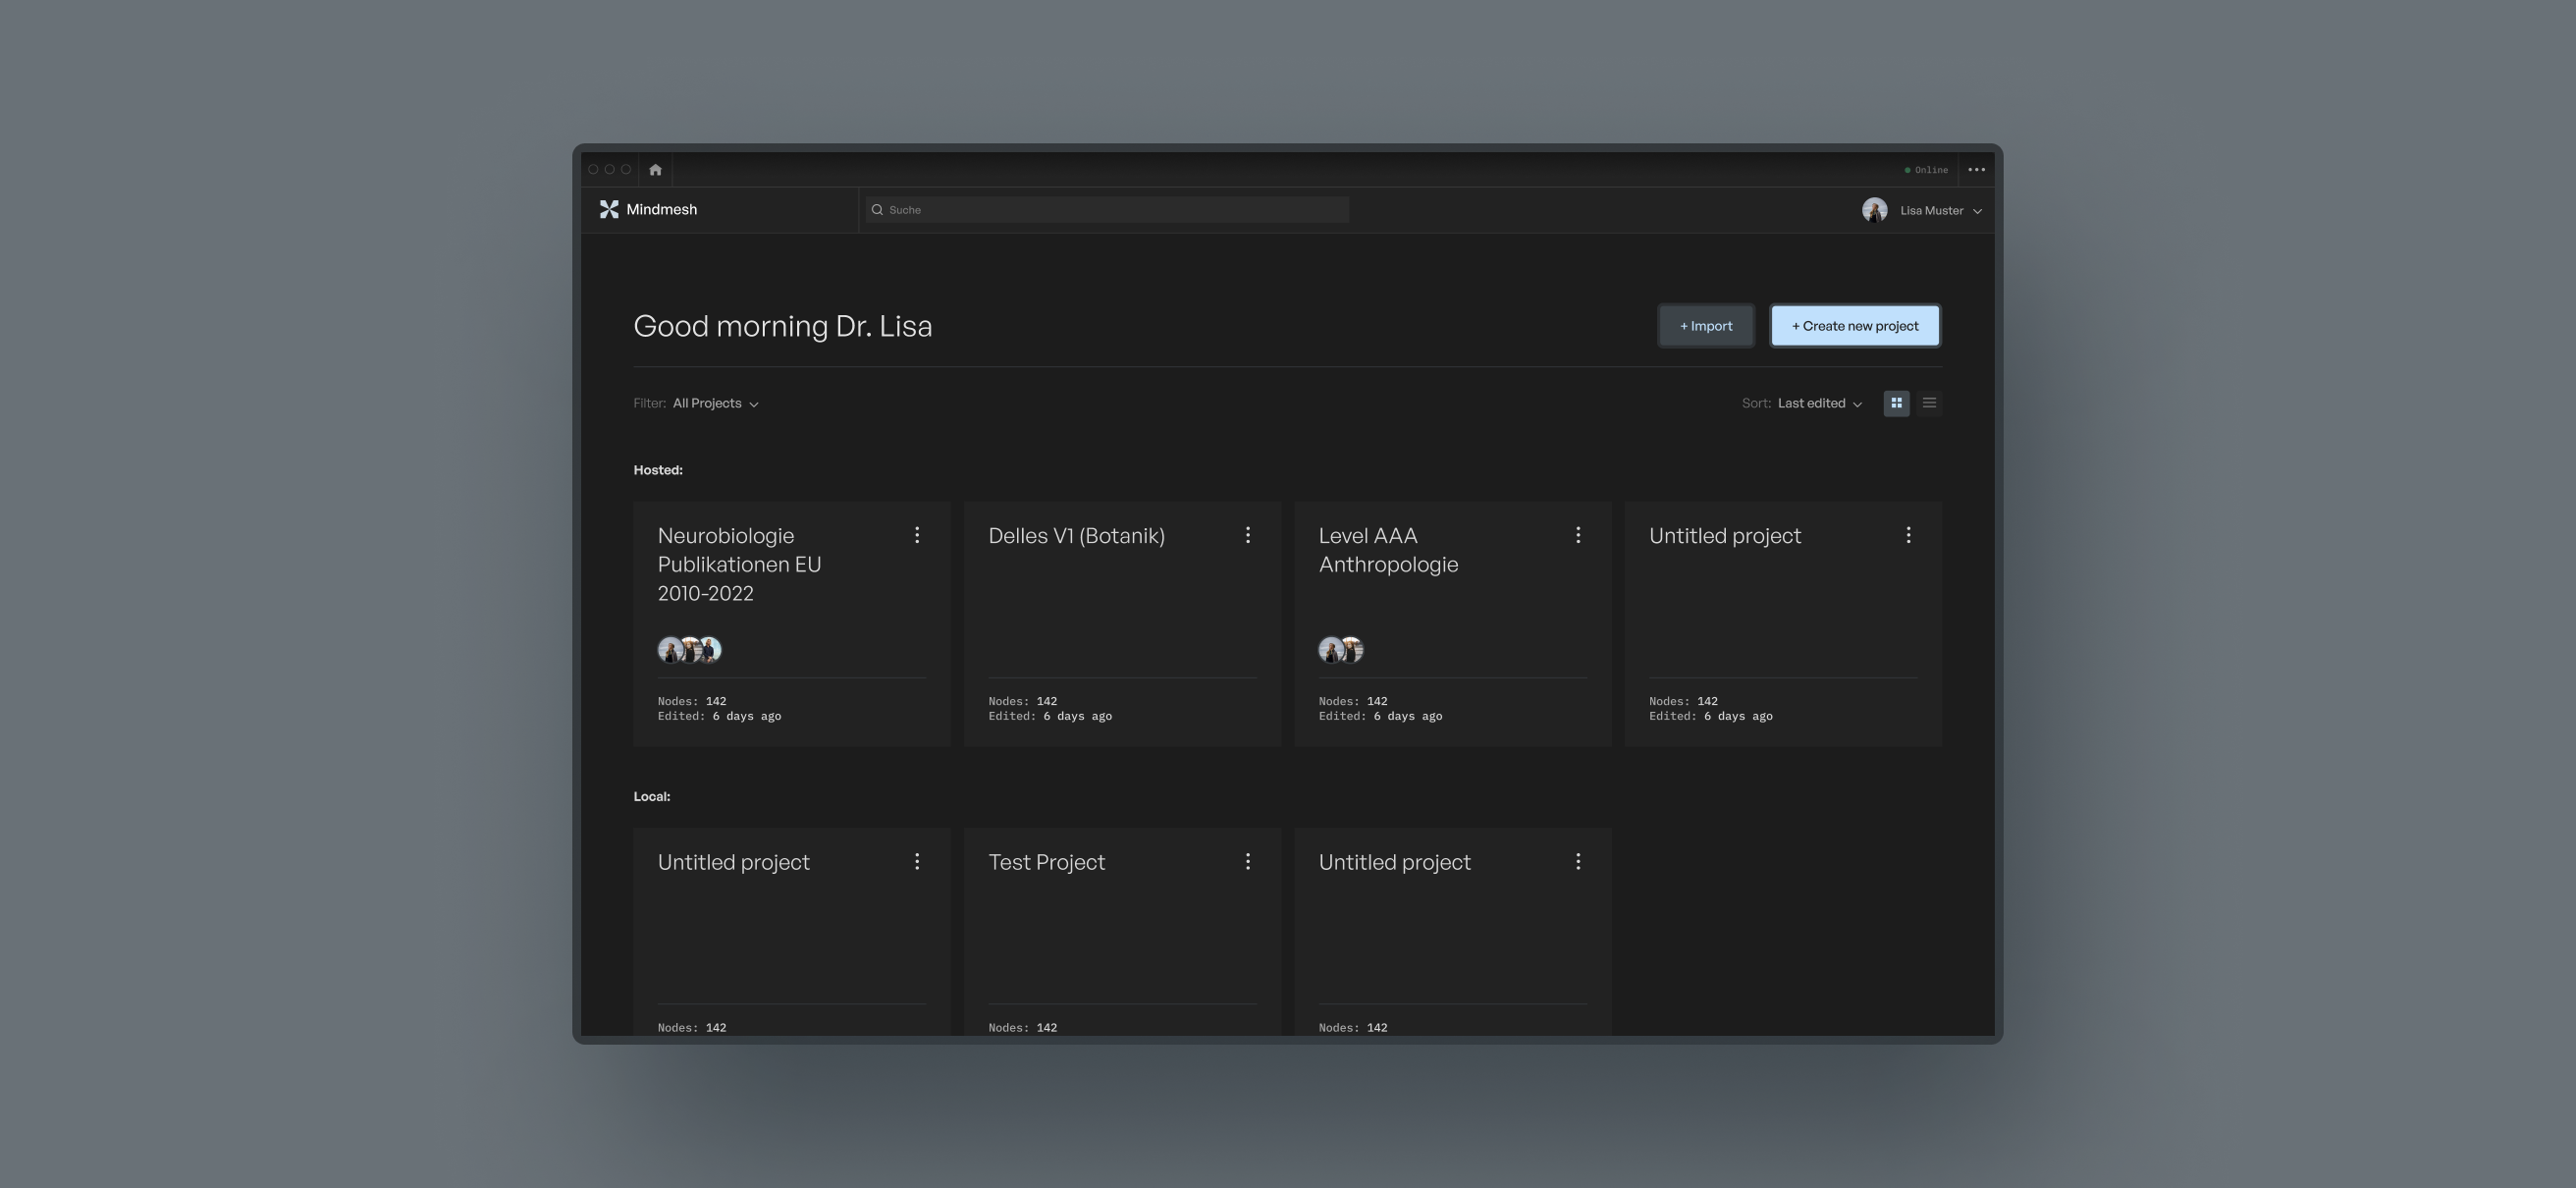 Online
Mindmesh
Suche
Lisa Muster
Good morning Dr. Lisa
+ Import
+ Create new project
Filter: All Projects
Sort: Last edited
Hosted:
Neurobiologie
Publikationen EU
2010-2022
Nodes: 142
Edited: 6 days ago
Delles V1 (Botanik)
Nodes: 142
Edited: 6 days ago
Level AAA
Anthropologie
Nodes: 142
Edited: 6 days ago
Untitled project
Nodes: 142
Edited: 6 days ago
Local:
Untitled project
Nodes: 142
Test Project
Nodes: 142
Untitled project
Nodes: 142